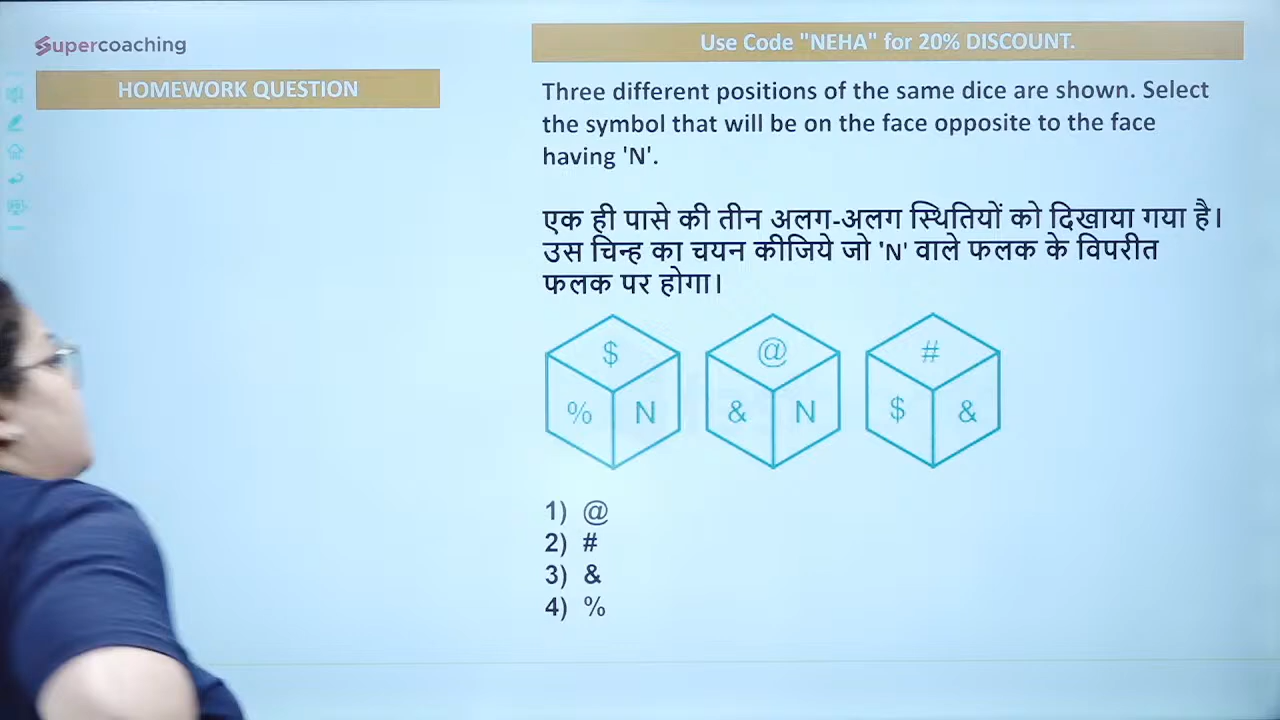 Supercoaching
Use Code "NEHA" for 20% DISCOUNT.
HOMEWORK QUESTION
Three different positions of the same dice are shown. Select
the symbol that will be on the face opposite to the face
having 'N'.
एक ही पासे की तीन अलग-अलग स्थितियों को दिखाया गया है।
उस चिन्ह का चयन कीजिये जो 'N' वाले फलक के विपरीत
फलक पर होगा।
$ @ #
% N & N $ &
1) @
2) #
3) &
4) %